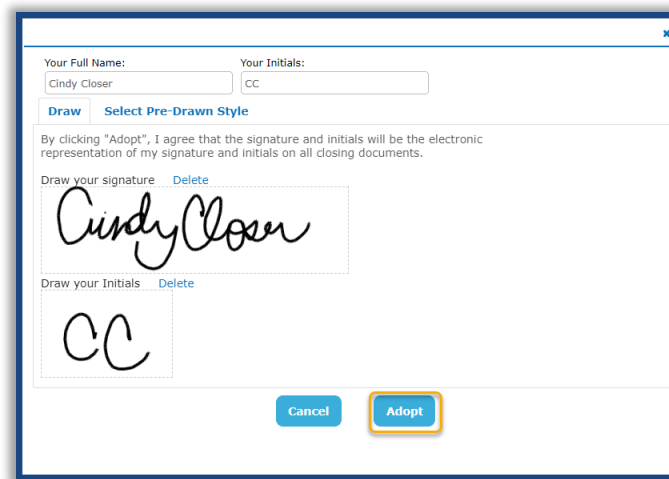 ×
Your Full Name: Your Initials:
Cindy Closer CC
Draw Select Pre-Drawn Style
By clicking "Adopt", I agree that the signature and initials will be the electronic
representation of my signature and initials on all closing documents.
Draw your signature Delete
Cindy Closer
Draw your Initials Delete
CC
Cancel Adopt